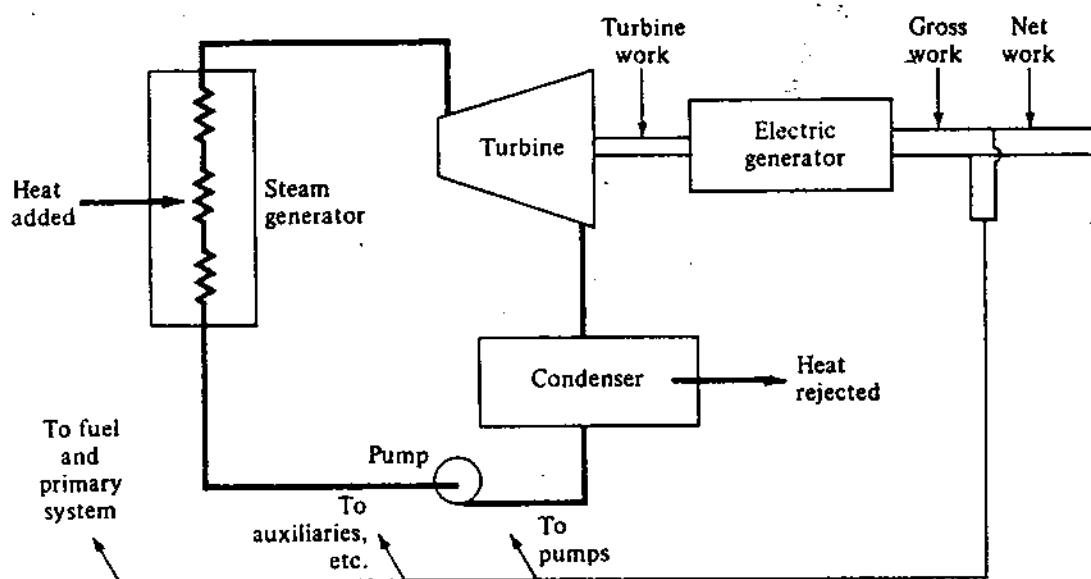 Turbine
work
Gross
work
Net
work
Turbine
Electric
generator
Heat
added
Steam
generator
Condenser
Heat
rejected
To fuel
and
primary
system
Pump
To
auxiliaries,
etc.
To
pumps